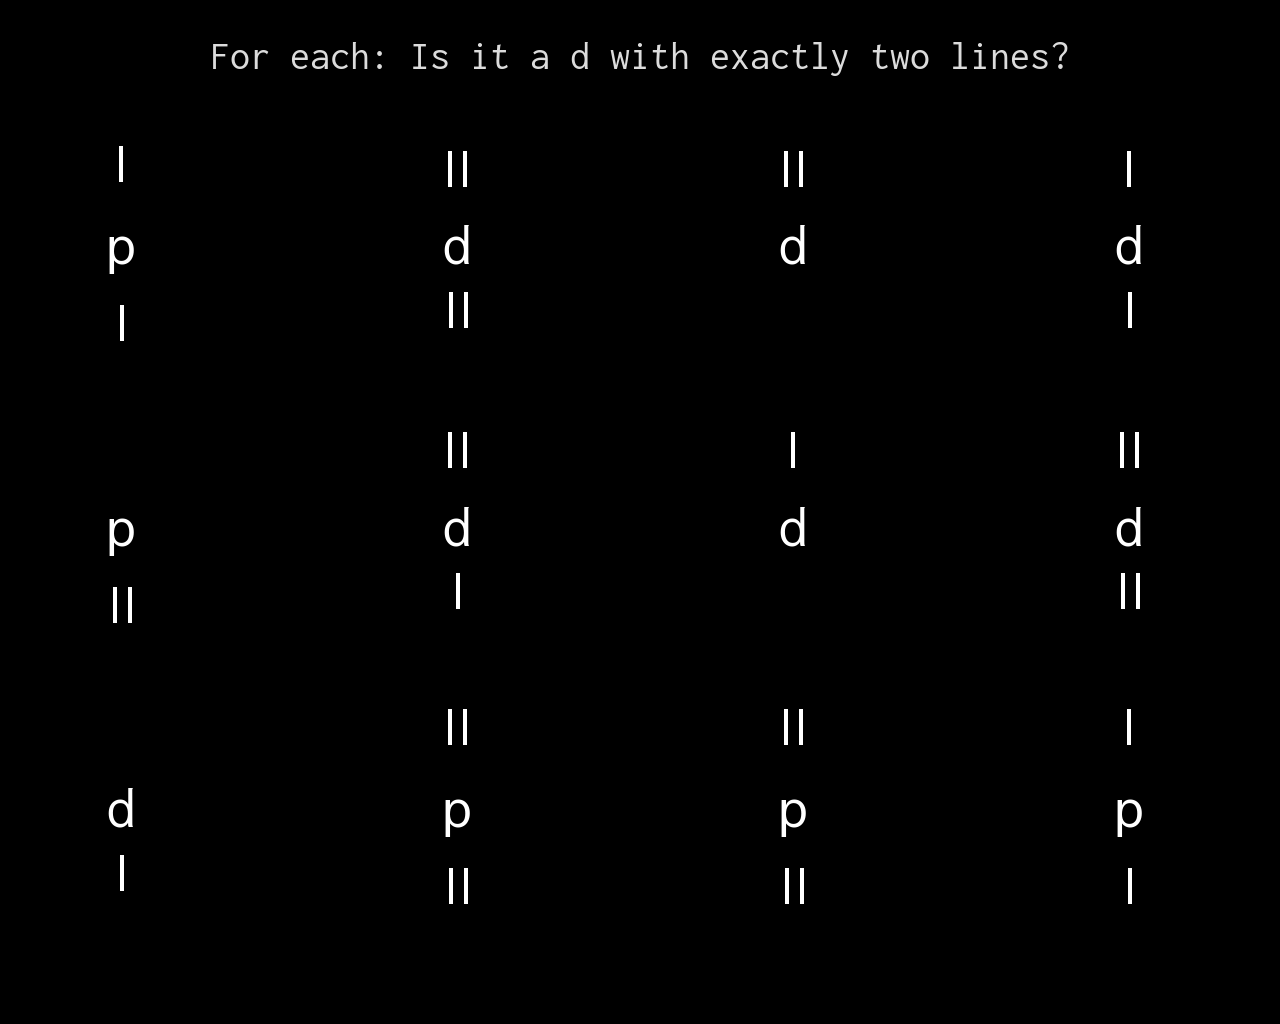 For each: Is it a d with exactly two lines?
| || || |
p d d d
| || |
|| | ||
p d d d
|| | ||
|| || |
d p p p
| || || |